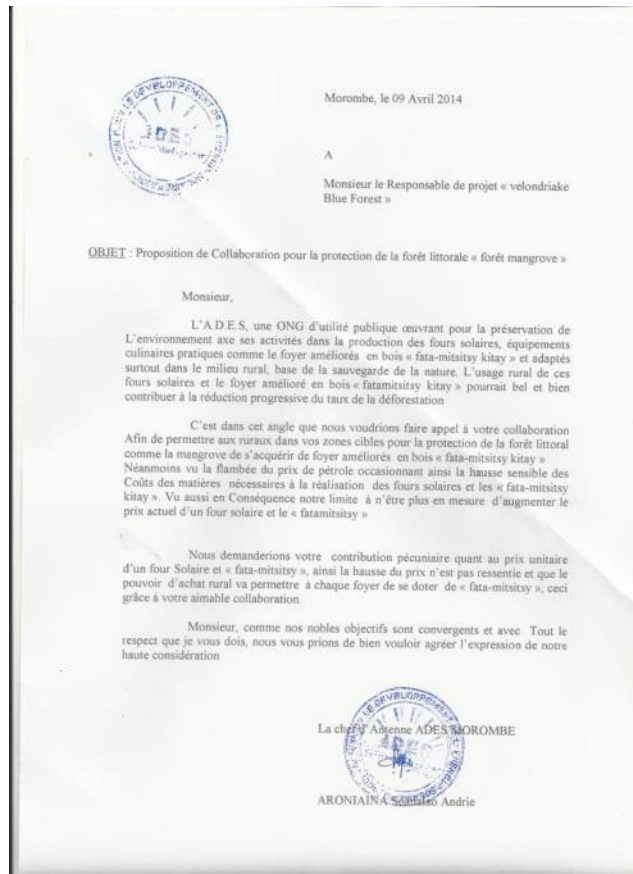 Morombe, le 09 Avril 2014
A
Monsieur le Responsable de projet « velondriake
Blue Forest »
OBJET : Proposition de Collaboration pour la protection de la forêt littorale « forêt mangrove »
Monsieur,
L'A.D.E.S, une ONG d'utilité publique œuvrant pour la préservation de
L'environnement axe ses activités dans la production des fours solaires, équipements
culinaires pratiques comme le foyer améliorés en bois « fata-mitsitsy kitay » et adaptés
surtout dans le milieu rural, base de la sauvegarde de la nature. L'usage rural de ces
fours solaires et le foyer amélioré en bois « fatamitsitsy kitay » pourrait bel et bien
contribuer à la réduction progressive du taux de la déforestation
C'est dans cet angle que nous voudrions faire appel à votre collaboration
Afin de permettre aux ruraux dans vos zones cibles pour la protection de la forêt littoral
comme la mangrove de s'acquérir de foyer améliorés en bois « fata-mitsitsy kitay »
Néanmoins vu la flambée du prix de pétrole occasionnant ainsi la hausse sensible des
Coûts des matières nécessaires à la réalisation des fours solaires et les « fata-mitsitsy
kitay ». Vu aussi en Conséquence notre limite à n'être plus en mesure d'augmenter le
prix actuel d'un four solaire et le « fatamitsitsy »
Nous demanderions votre contribution pécuniaire quant au prix unitaire
d'un four Solaire et « fata-mitsitsy », ainsi la hausse du prix n'est pas ressentie et que le
pouvoir d'achat rural va permettre à chaque foyer de se doter de « fata-mitsitsy », ceci
grâce à votre aimable collaboration.
Monsieur, comme nos nobles objectifs sont convergents et avec Tout le
respect que je vous dois, nous vous prions de bien vouloir agréer l'expression de notre
haute considération
La chef d'Antenne ADES MOROMBE
ARONIAINA Andrie